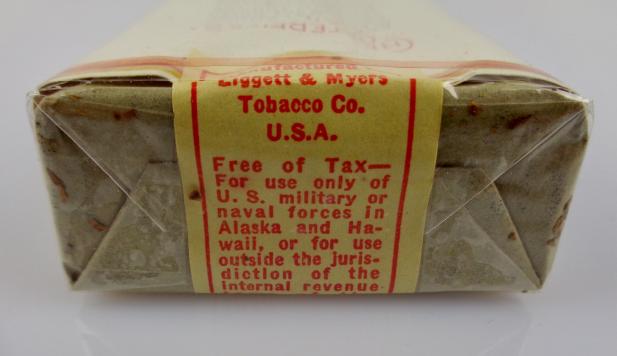 Manufactured
Liggett & Myers
Tobacco Co.
U.S.A.
Free of Tax—
For use only of
U. S. military or
naval forces in
Alaska and Ha-
waii, or for use
outside the juris-
diction of the
internal revenue